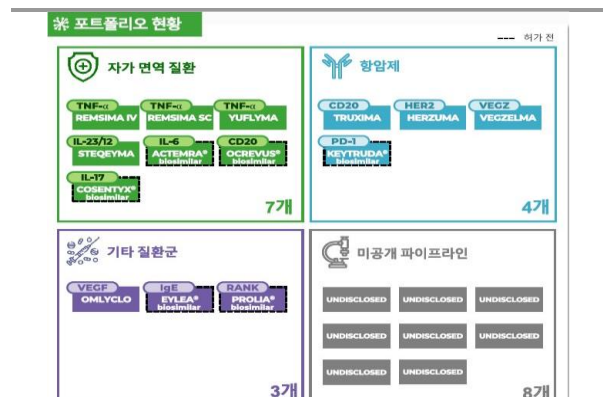 포트폴리오 현황
--- 허가 전
자가 면역 질환
TNF-α TNF-α TNF-α
REMSIMA IV REMSIMA SC YUFLYMA
IL-23/12 IL-6 CD20
STEQEYMA ACTEMRA® biosimilar OCREVUS® biosimilar
IL-17
COSENTYX® biosimilar
7개
항암제
CD20 HER2 VEGZ
TRUXIMA HERZUMA VEGZELMA
PD-1
KEYTRUDA® biosimilar
4개
기타 질환군
VEGF IgE RANK
OMLYCLO EYLEA® biosimilar PROLIA® biosimilar
3개
미공개 파이프라인
UNDISCLOSED UNDISCLOSED UNDISCLOSED
UNDISCLOSED UNDISCLOSED UNDISCLOSED
UNDISCLOSED UNDISCLOSED
8개